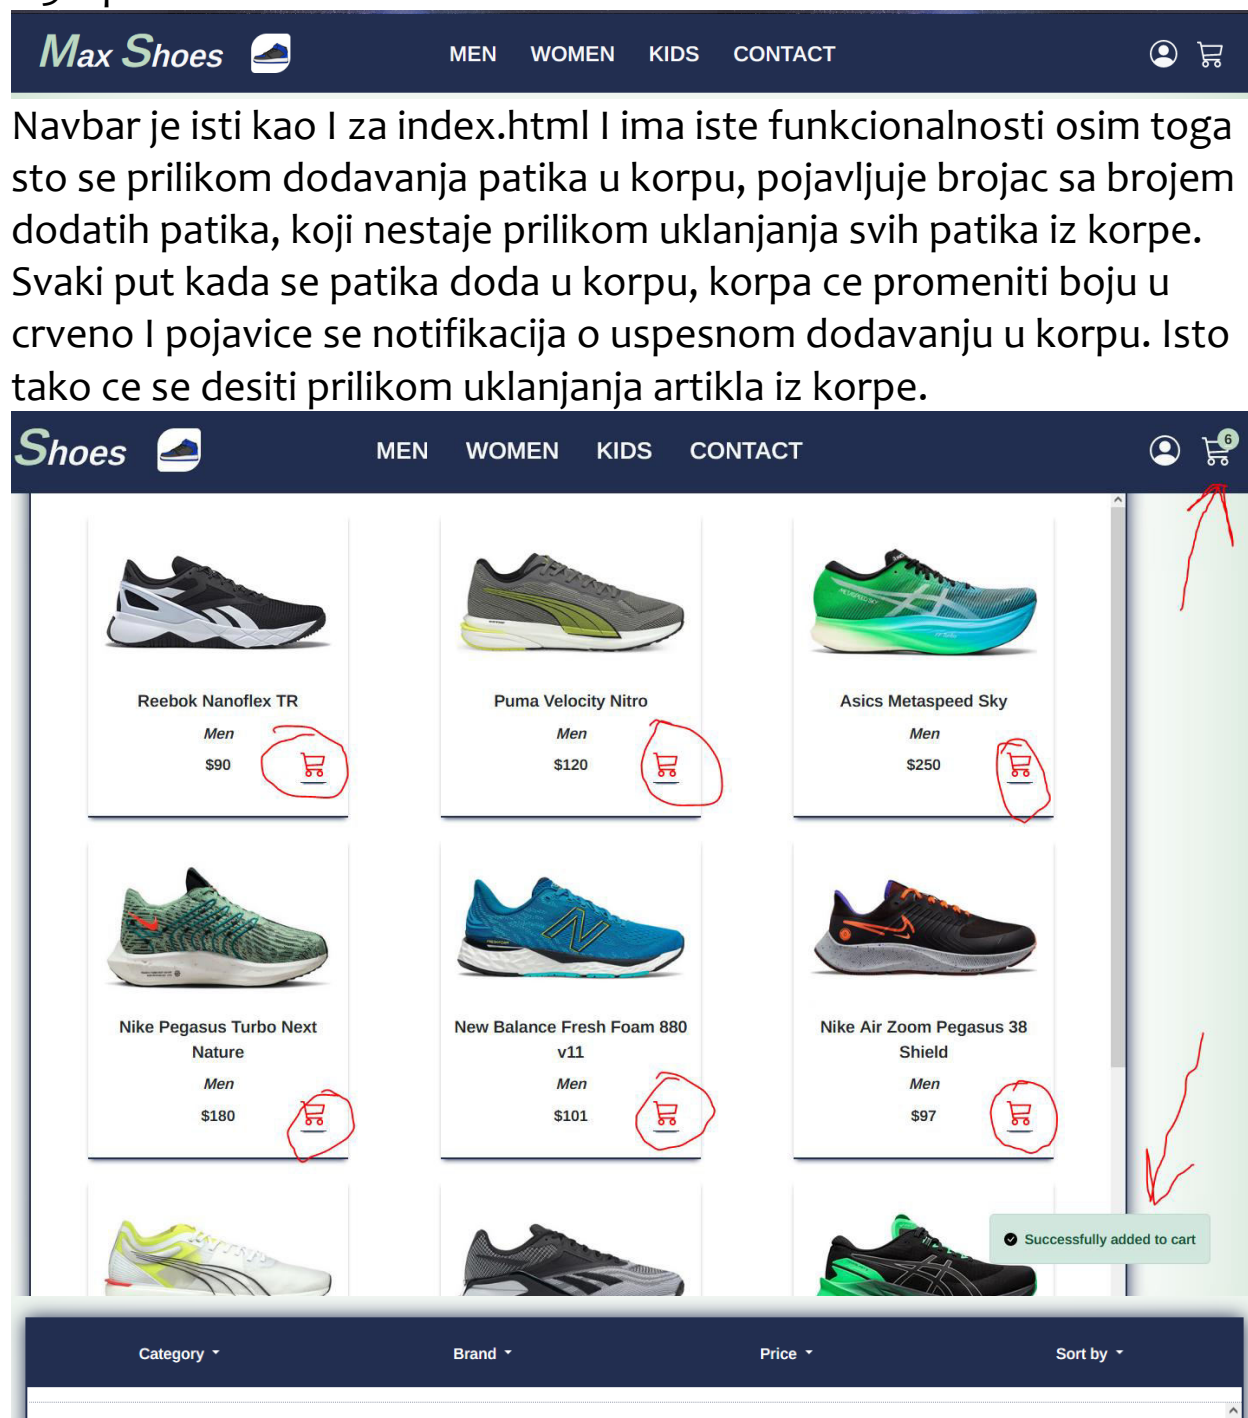 Max Shoes MEN WOMEN KIDS CONTACT
Navbar je isti kao I za index.html I ima iste funkcionalnosti osim toga
sto se prilikom dodavanja patika u korpu, pojavljuje brojac sa brojem
dodatih patika, koji nestaje prilikom uklanjanja svih patika iz korpe.
Svaki put kada se patika doda u korpu, korpa ce promeniti boju u
crveno I pojavice se notifikacija o uspesnom dodavanju u korpu. Isto
tako ce se desiti prilikom uklanjanja artikla iz korpe.
Shoes MEN WOMEN KIDS CONTACT 6
Reebok Nanoflex TR
Men
$90
Puma Velocity Nitro
Men
$120
Asics Metaspeed Sky
Men
$250
Nike Pegasus Turbo Next
Nature
Men
$180
New Balance Fresh Foam 880
v11
Men
$101
Nike Air Zoom Pegasus 38
Shield
Men
$97
Successfully added to cart
Category Brand Price Sort by